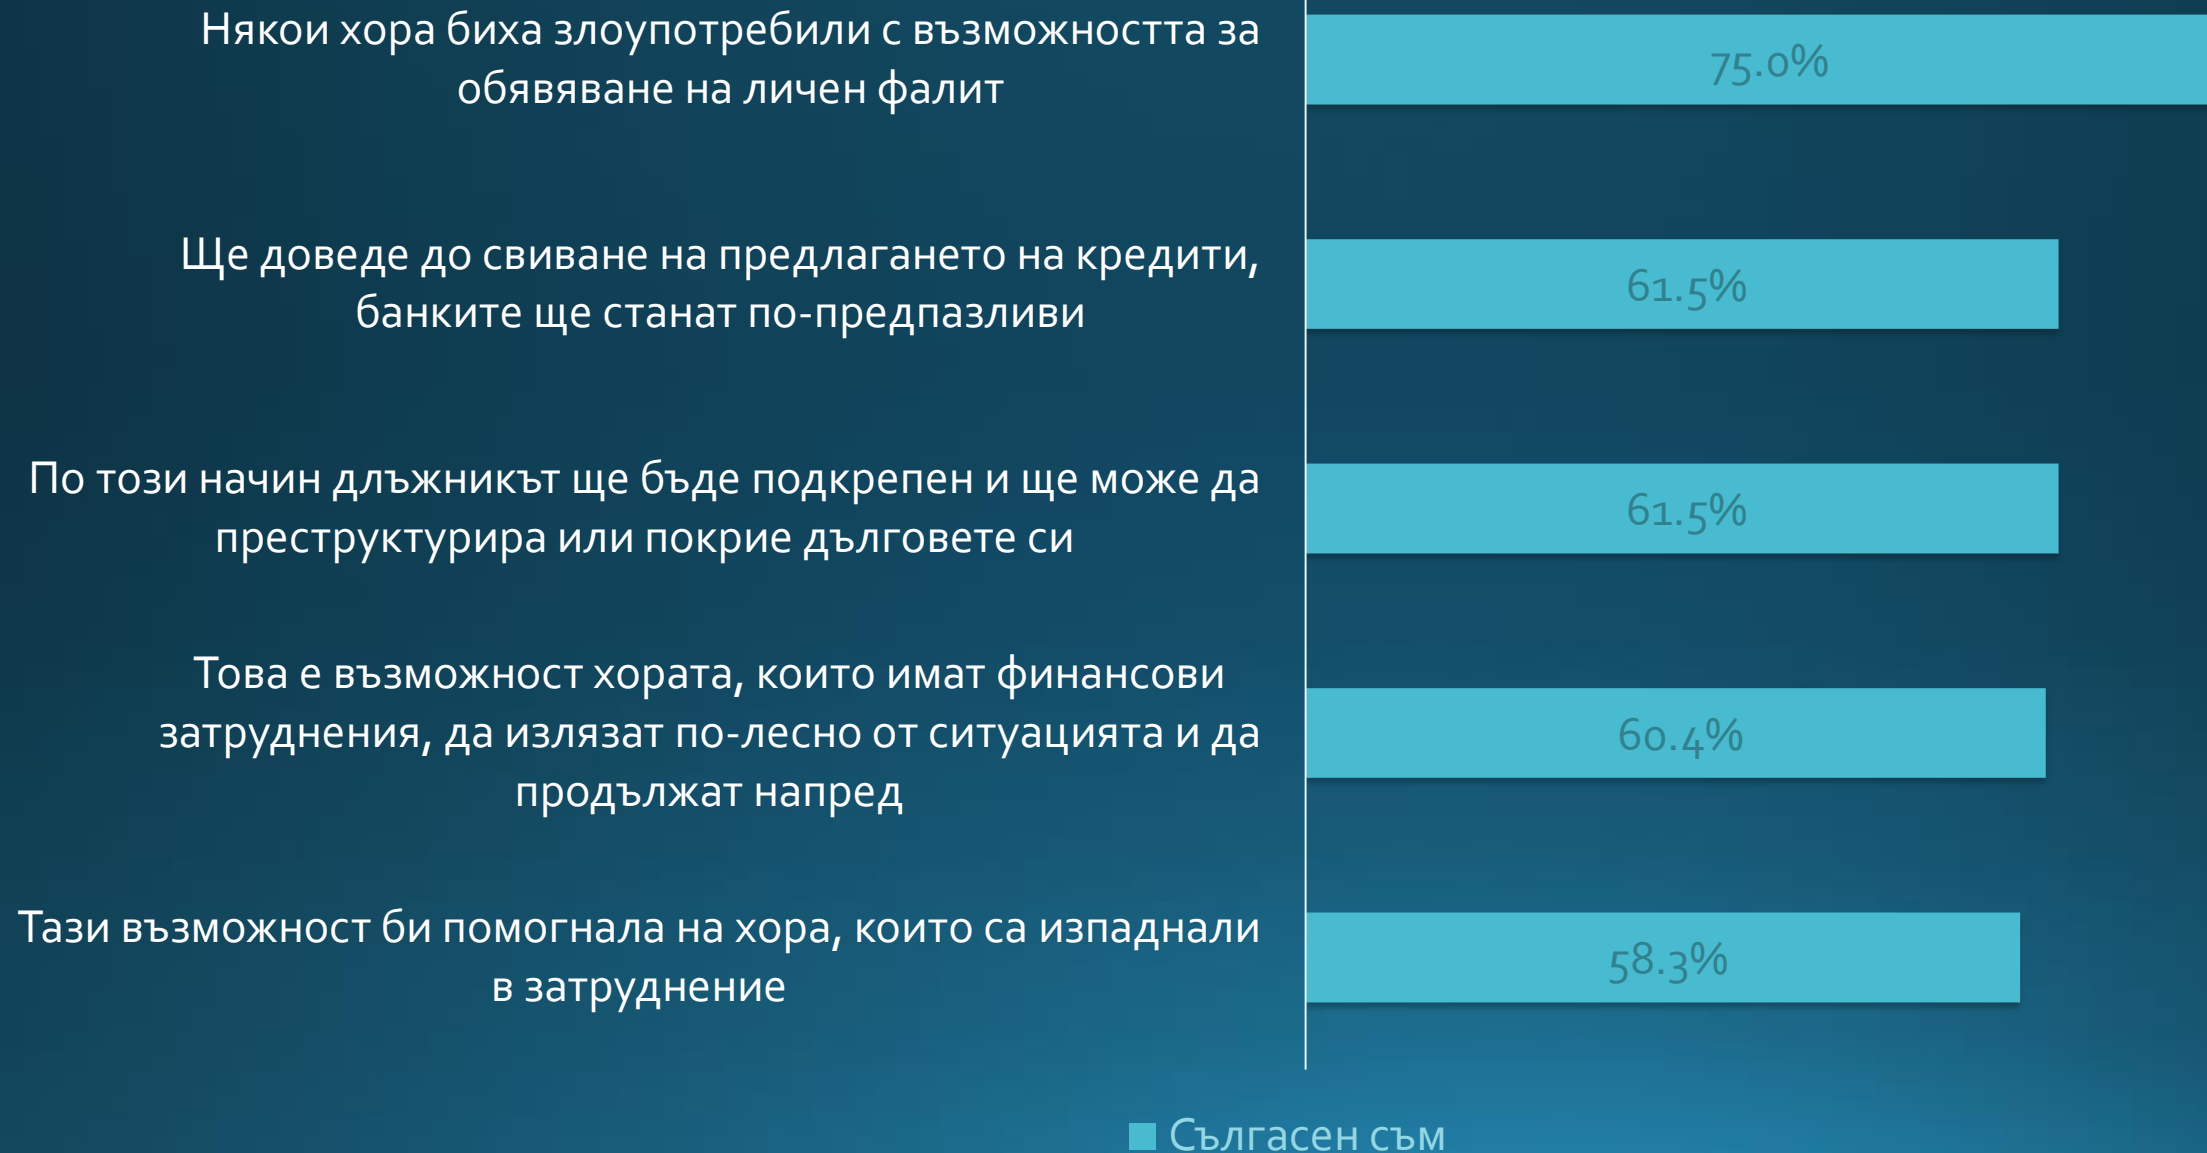 Някои хора биха злоупотребили с възможността за
обявяване на личен фалит
75.0%
Ще доведе до свиване на предлагането на кредити,
банките ще станат по-предпазливи
61.5%
По този начин длъжникът ще бъде подкрепен и ще може да
преструктурира или покрие дълговете си
61.5%
Това е възможност хората, които имат финансови
затруднения, да излязат по-лесно от ситуацията и да
продължат напред
60.4%
Тази възможност би помогнала на хора, които са изпаднали
в затруднение
58.3%
Сългасен съм